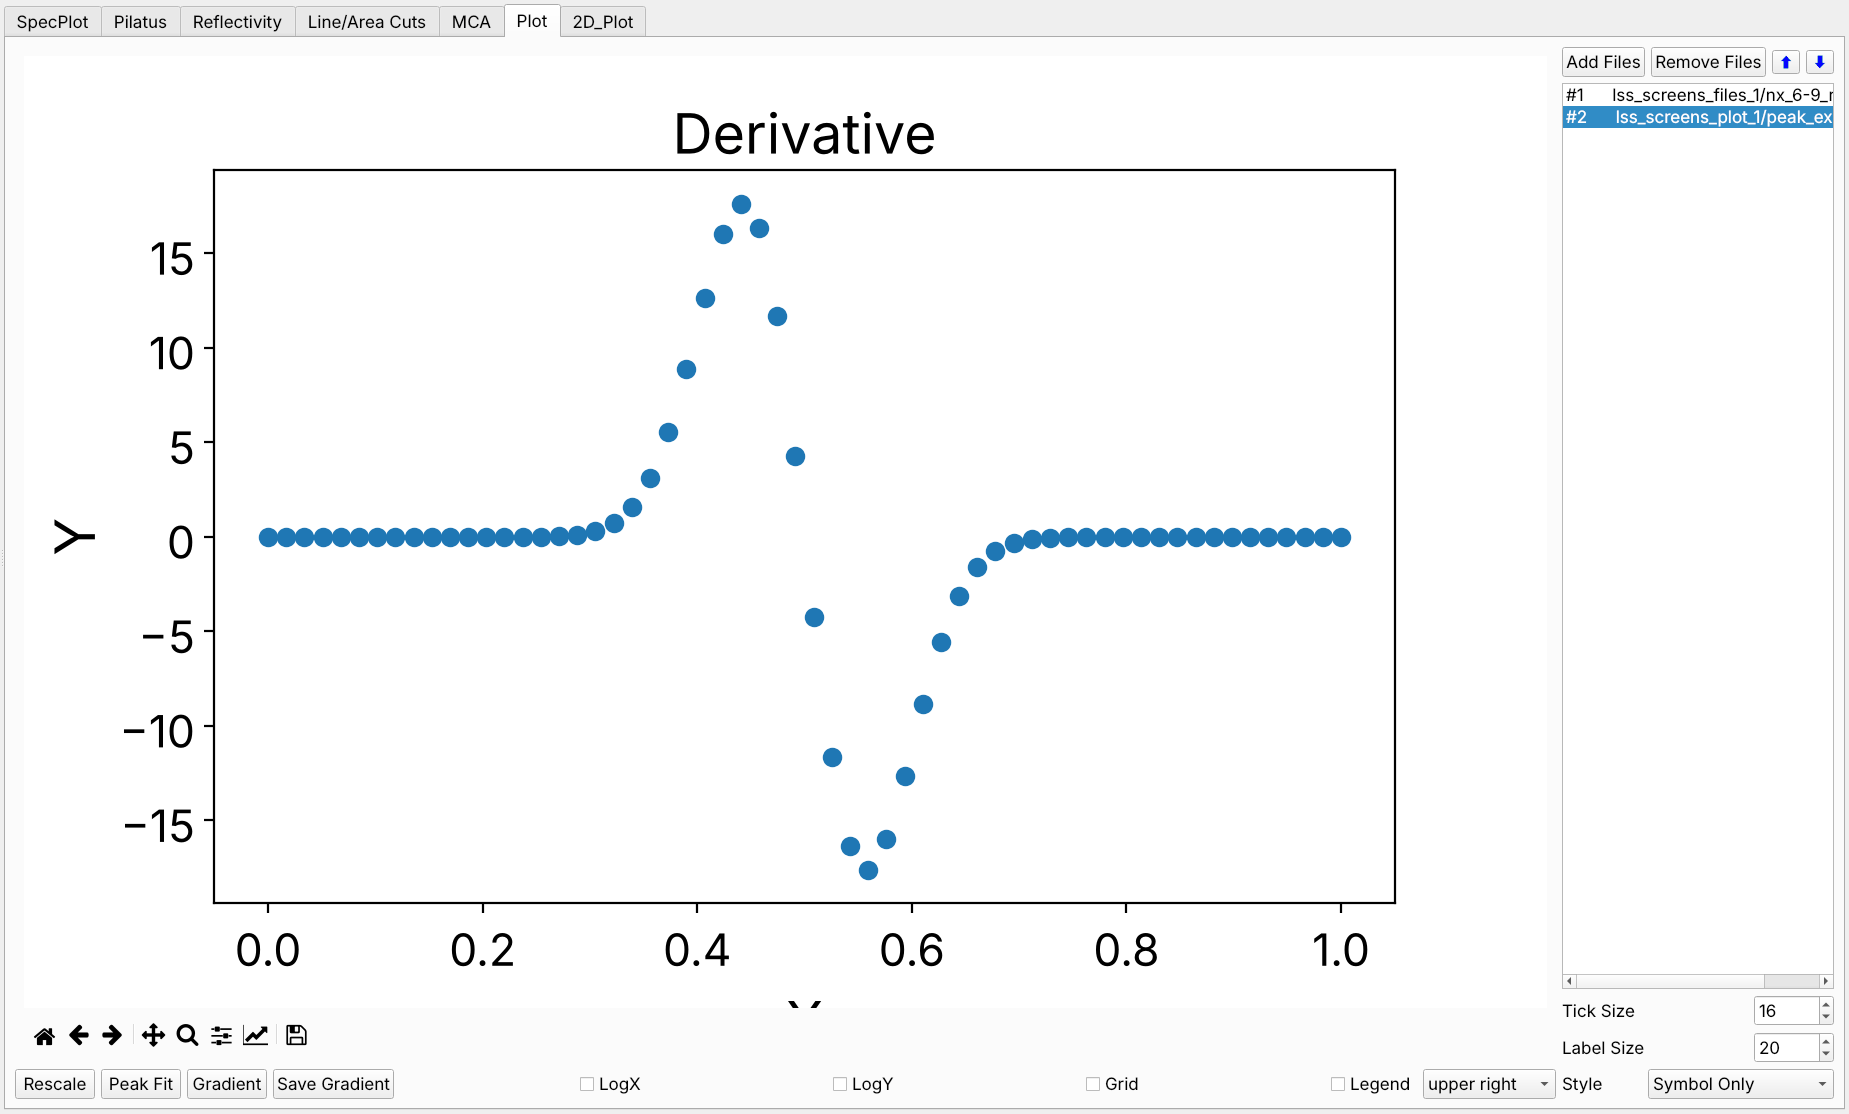 SpecPlot Pilatus Reflectivity Line/Area Cuts MCA Plot 2D_Plot
Add Files Remove Files
#1 lss_screens_files_1/nx_6-9_r
#2 lss_screens_plot_1/peak_ex
Derivative
15
10
5
0
−5
−10
−15
Y
0.0 0.2 0.4 0.6 0.8 1.0
Tick Size 16
Label Size 20
Rescale Peak Fit Gradient Save Gradient LogX LogY Grid Legend upper right Style Symbol Only